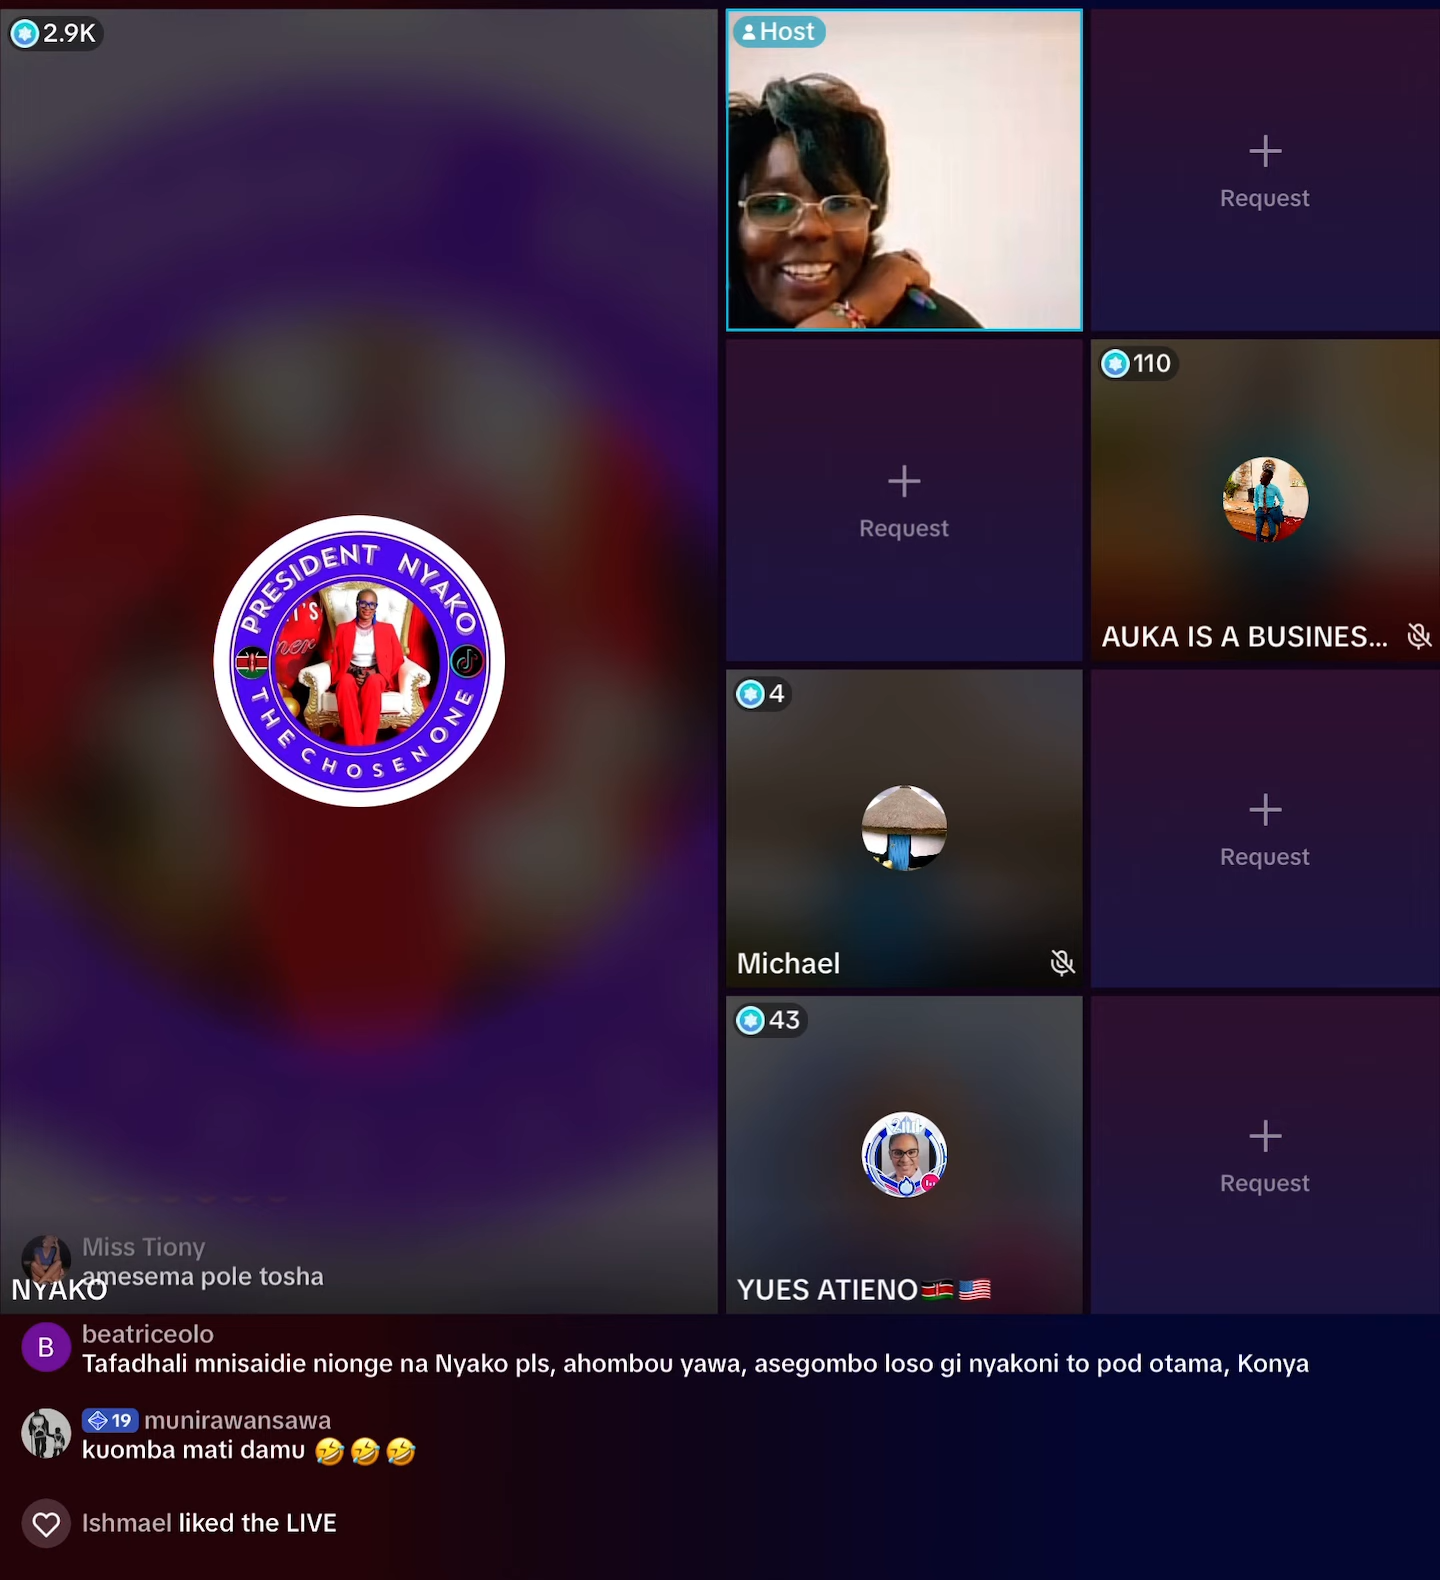 2.9K
Host
Request
Request
110
AUKA IS A BUSINES...
PRESIDENT NYAKO
THE CHOSEN ONE
4
Michael
Request
43
YUES ATIENO🇰🇪🇺🇸
Request
Miss Tiony
amesema pole tosha
NYAKO
B
beatriceolo
Tafadhali mnisaidie nionge na Nyako pls, ahombou yawa, asegombo loso gi nyakoni to pod otama, Konya
19 munirawansawa
kuomba mati damu 🤣🤣🤣
Ishmael liked the LIVE